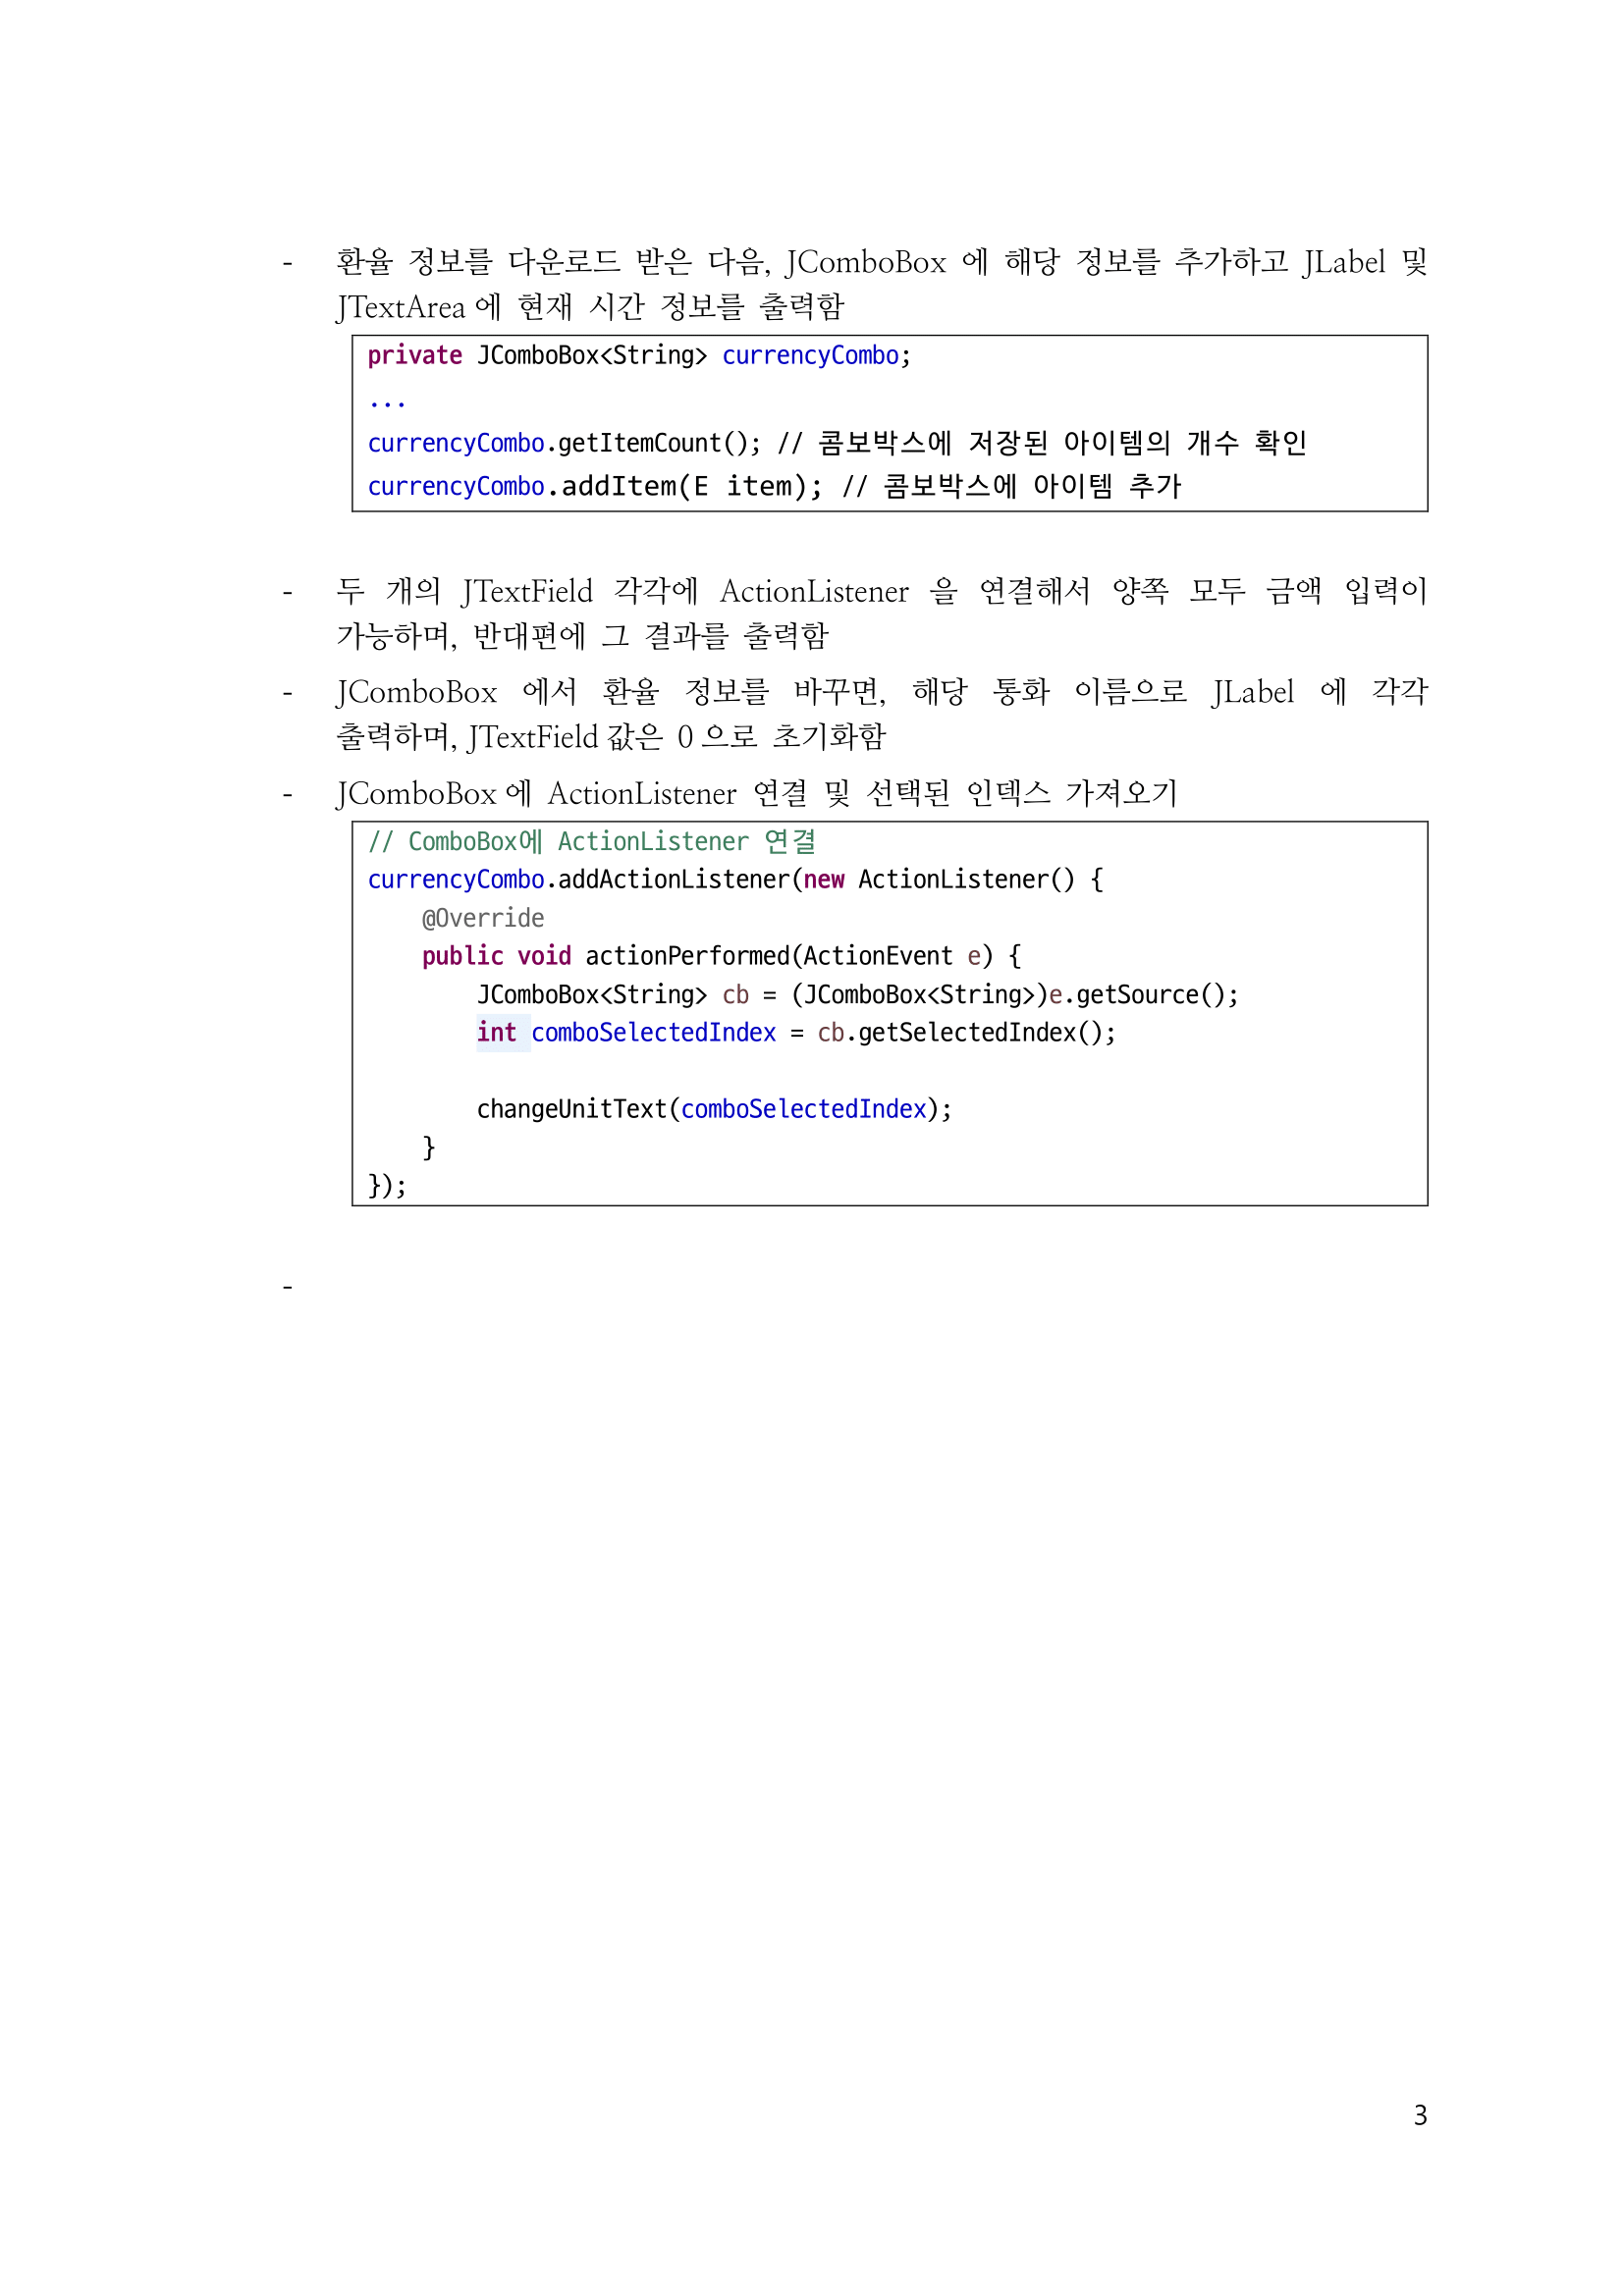 - 환율 정보를 다운로드 받은 다음, JComboBox 에 해당 정보를 추가하고 JLabel 및
JTextArea 에 현재 시간 정보를 출력함
private JComboBox<String> currencyCombo;
...
currencyCombo.getItemCount(); // 콤보박스에 저장된 아이템의 개수 확인
currencyCombo.addItem(E item); // 콤보박스에 아이템 추가
- 두 개의 JTextField 각각에 ActionListener 을 연결해서 양쪽 모두 금액 입력이
가능하며, 반대편에 그 결과를 출력함
- JComboBox 에서 환율 정보를 바꾸면, 해당 통화 이름으로 JLabel 에 각각
출력하며, JTextField 값은 0 으로 초기화함
- JComboBox 에 ActionListener 연결 및 선택된 인덱스 가져오기
// ComboBox에 ActionListener 연결
currencyCombo.addActionListener(new ActionListener() {
    @Override
    public void actionPerformed(ActionEvent e) {
        JComboBox<String> cb = (JComboBox<String>)e.getSource();
        int comboSelectedIndex = cb.getSelectedIndex();
        changeUnitText(comboSelectedIndex);
    }
});
-
3